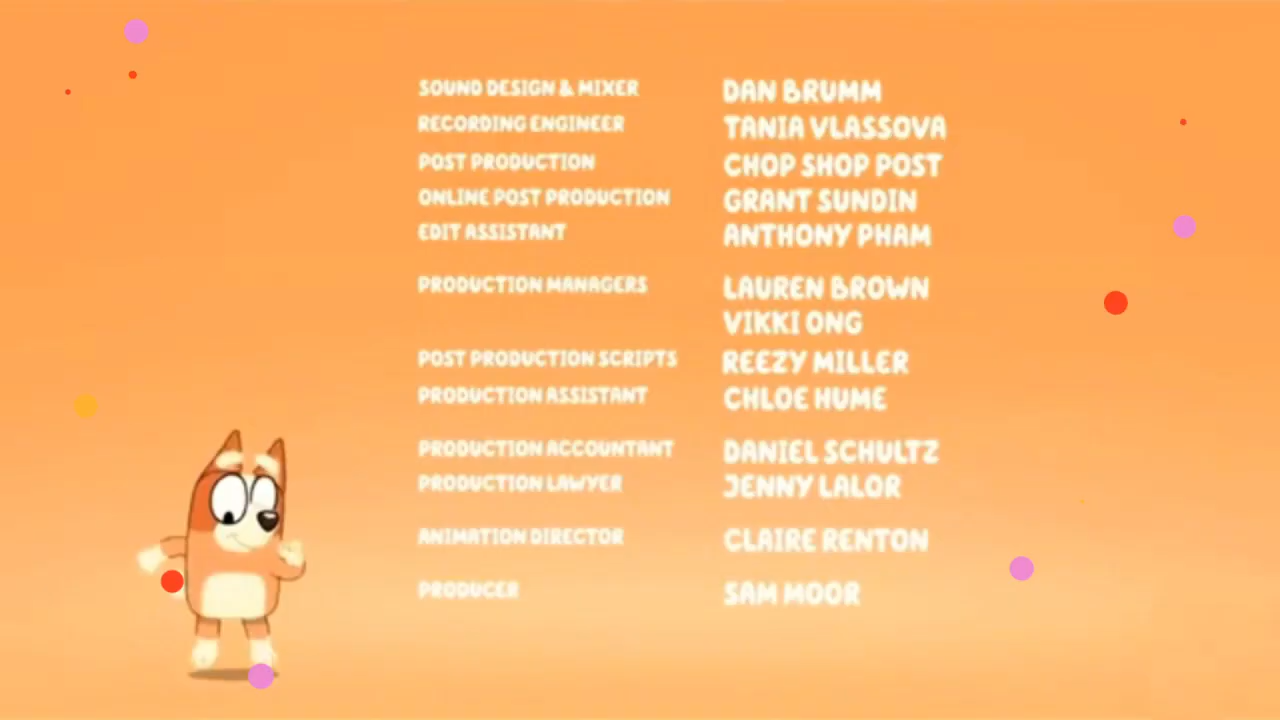 SOUND DESIGN & MIXER DAN BRUMM
RECORDING ENGINEER TANIA VLASSOVA
POST PRODUCTION CHOP SHOP POST
ONLINE POST PRODUCTION GRANT SUNDIN
EDIT ASSISTANT ANTHONY PHAM
PRODUCTION MANAGERS LAUREN BROWN
VIKKI ONG
POST PRODUCTION SCRIPTS REEZY MILLER
PRODUCTION ASSISTANT CHLOE HUME
PRODUCTION ACCOUNTANT DANIEL SCHULTZ
PRODUCTION LAWYER JENNY LALOR
ANIMATION DIRECTOR CLAIRE RENTON
PRODUCER SAM MOOR